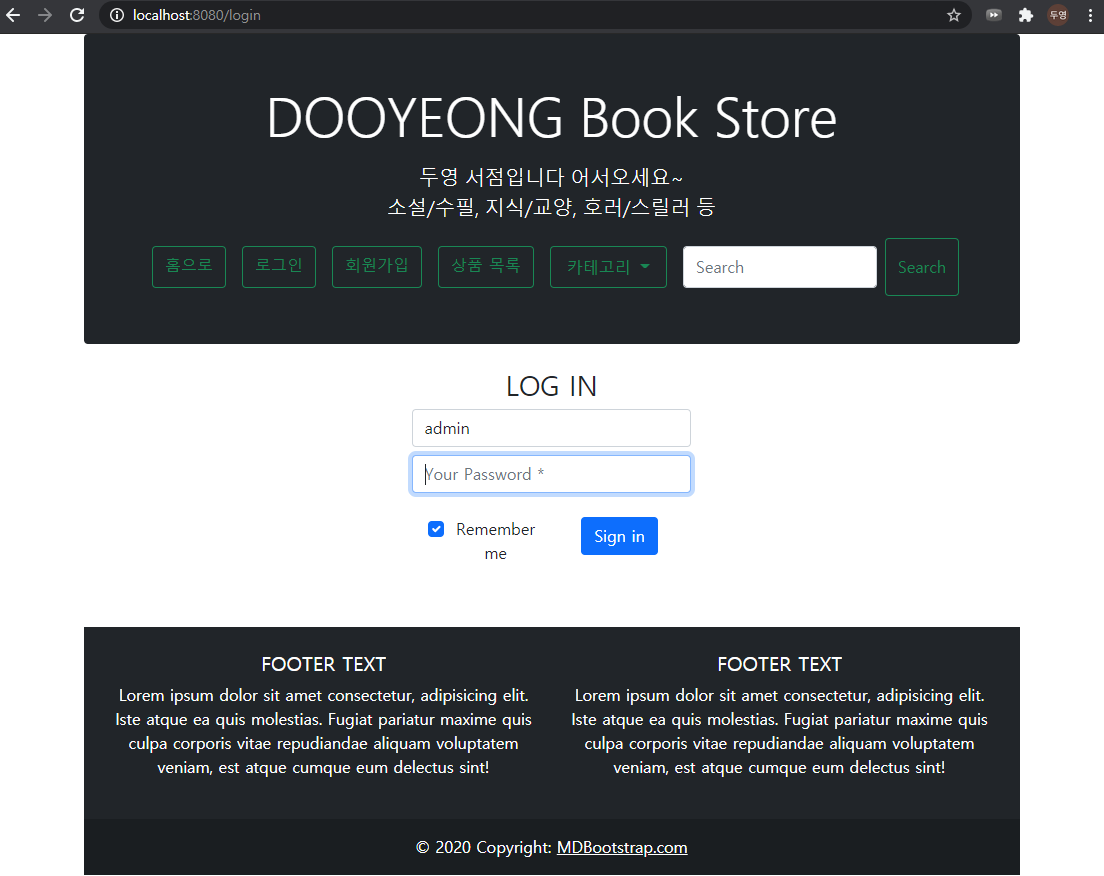 localhost:8080/login
두영
DOOYEONG Book Store
두영 서점입니다 어서오세요~
소설/수필, 지식/교양, 호러/스릴러 등
홈으로 로그인 회원가입 상품 목록 카테고리 Search Search
LOG IN
admin
Your Password *
Remember
me
Sign in
FOOTER TEXT
Lorem ipsum dolor sit amet consectetur, adipisicing elit.
Iste atque ea quis molestias. Fugiat pariatur maxime quis
culpa corporis vitae repudiandae aliquam voluptatem
veniam, est atque cumque eum delectus sint!
FOOTER TEXT
Lorem ipsum dolor sit amet consectetur, adipisicing elit.
Iste atque ea quis molestias. Fugiat pariatur maxime quis
culpa corporis vitae repudiandae aliquam voluptatem
veniam, est atque cumque eum delectus sint!
© 2020 Copyright: MDBootstrap.com